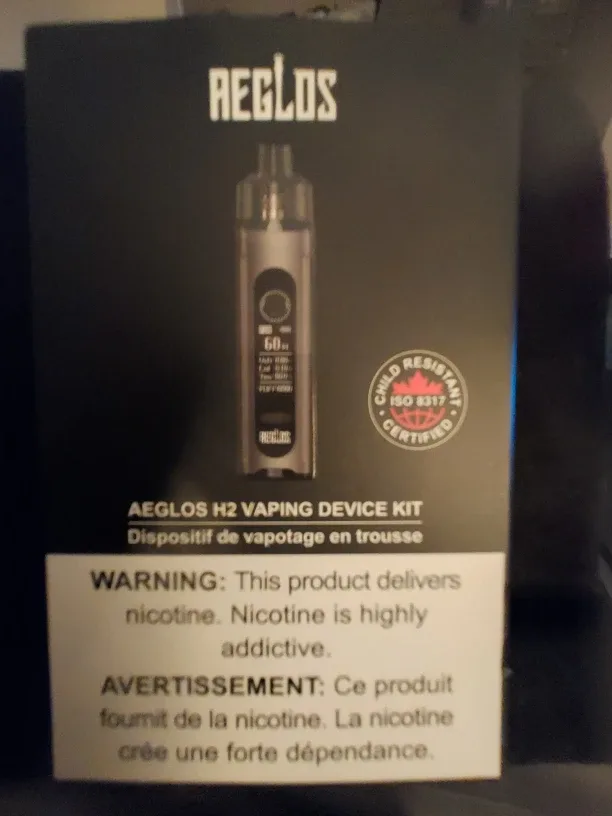 AEGLOS
60
AEGLOS
CHILD RESISTANT
ISO 8317
CERTIFIED
AEGLOS H2 VAPING DEVICE KIT
Dispositif de vapotage en trousse
WARNING: This product delivers
nicotine. Nicotine is highly
addictive.
AVERTISSEMENT: Ce produit
fournit de la nicotine. La nicotine
crée une forte dépendance.